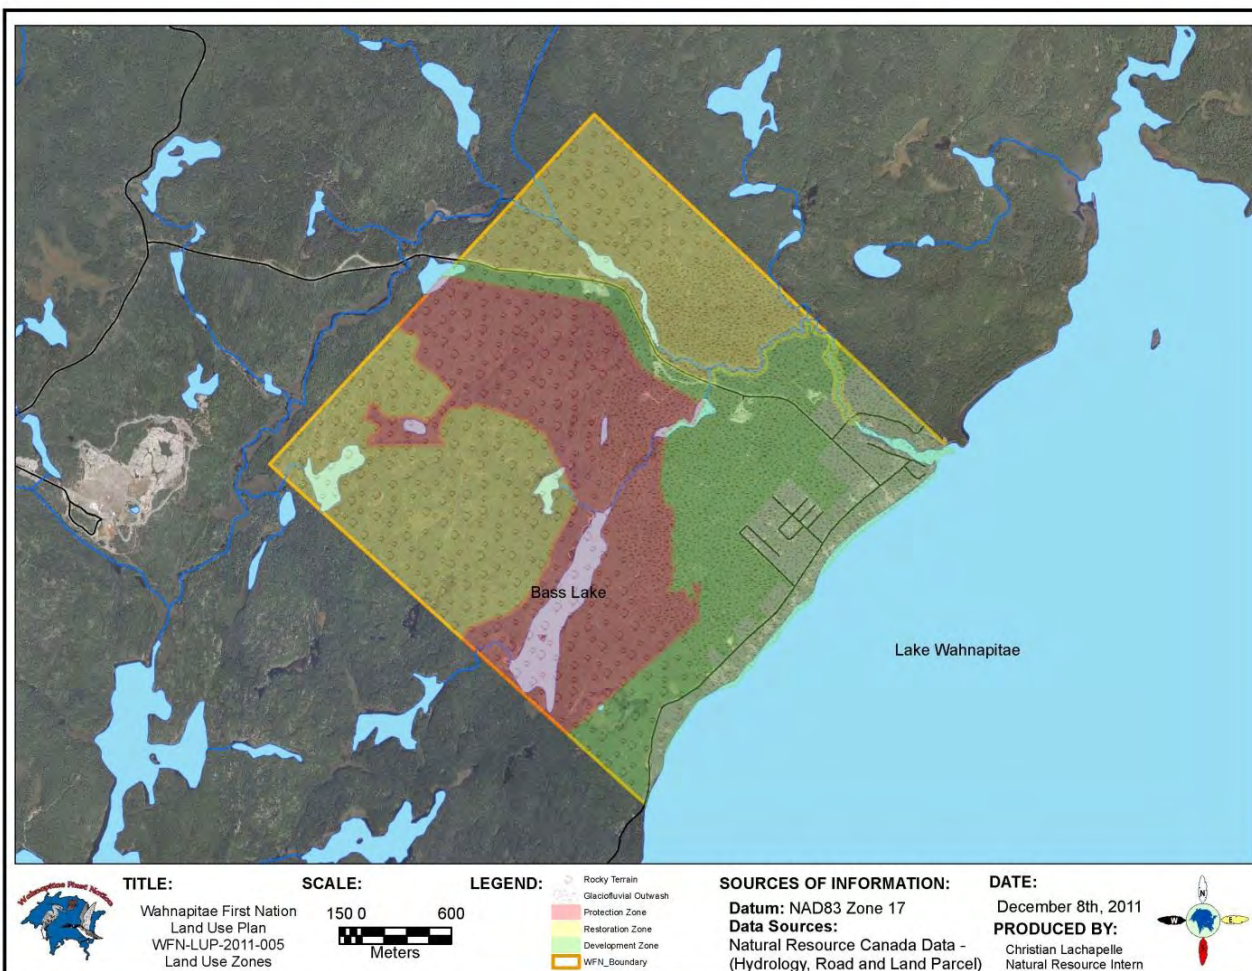 Bass Lake
Lake Wahnapitae
Wahnapitae First Nation
TITLE:
Wahnapitae First Nation
Land Use Plan
WFN-LUP-2011-005
Land Use Zones
SCALE:
150 0 600
Meters
LEGEND:
Rocky Terrain
Glaciofluvial Outwash
Protection Zone
Restoration Zone
Development Zone
WFN_Boundary
SOURCES OF INFORMATION:
Datum: NAD83 Zone 17
Data Sources:
Natural Resource Canada Data -
(Hydrology, Road and Land Parcel)
DATE:
December 8th, 2011
PRODUCED BY:
Christian Lachapelle
Natural Resource Intern
N
W
E
S